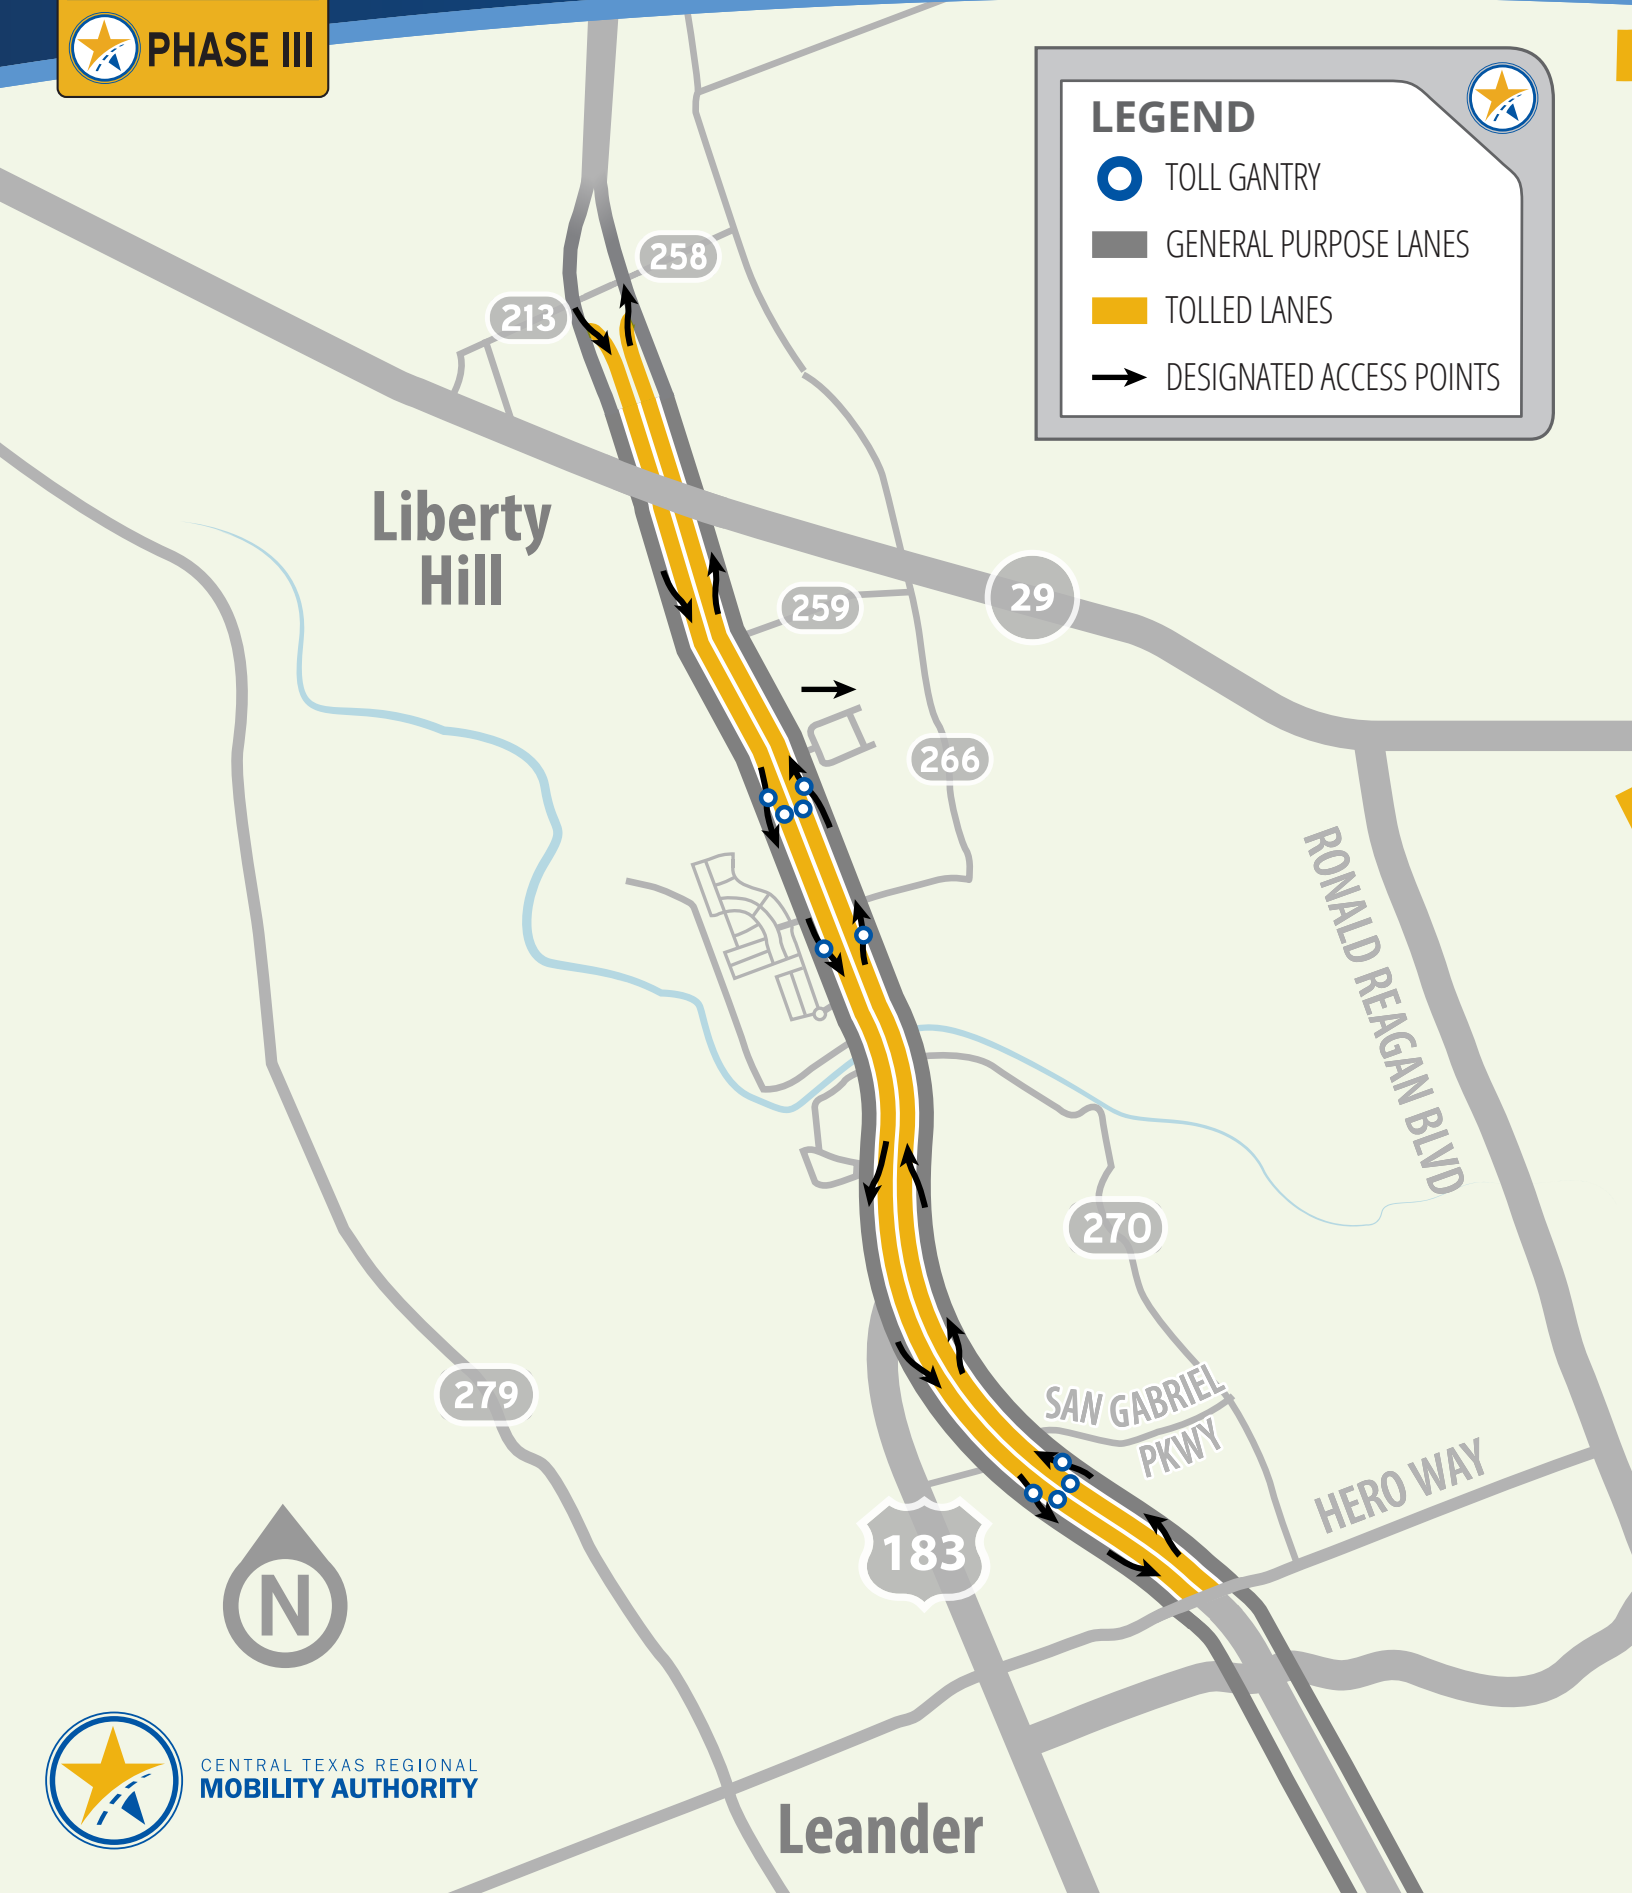 PHASE III
LEGEND
TOLL GANTRY
GENERAL PURPOSE LANES
TOLLED LANES
DESIGNATED ACCESS POINTS
258
213
Liberty
Hill
29
259
266
RONALD REAGAN BLVD
270
279
SAN GABRIEL
PKWY
HERO WAY
183
N
CENTRAL TEXAS REGIONAL
MOBILITY AUTHORITY
Leander